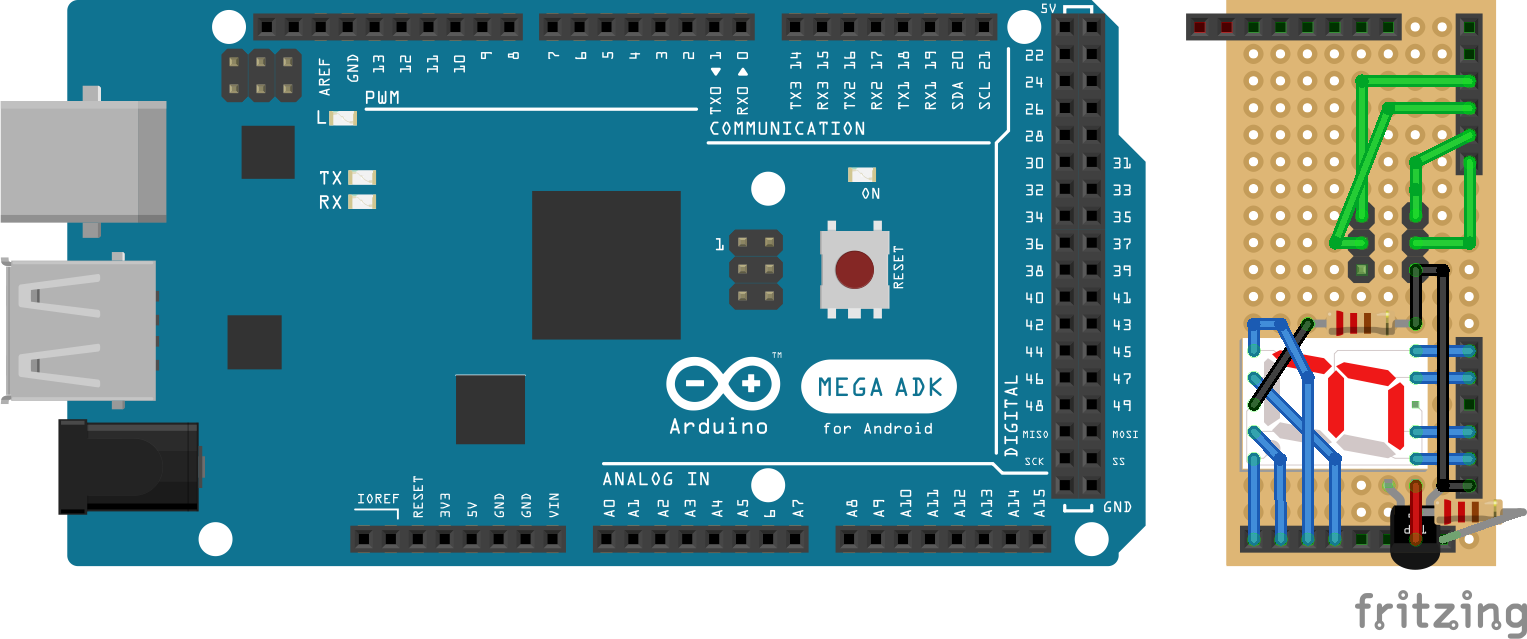 5V
AREF GND 13 12 11 10 9 8 7 6 5 4 3 2 TX0 1 RX0 0 TX3 14 RX3 15 TX2 16 RX2 17 TX1 18 RX1 19 SDA 20 SCL 21
PWM
L
COMMUNICATION
TX
RX
ON
RESET
1
22
24
26
28
30 31
32 33
34 35
36 37
38 39
40 41
42 43
44 45
46 47
48 49
MISO MOSI
SCK SS
DIGITAL
GND
TM
MEGA ADK
Arduino
for Android
ANALOG IN
IOREF
RESET 3V3 5V GND GND VIN A0 A1 A2 A3 A4 A5 6 A7 A8 A9 A10 A11 A12 A13 A14 A15
fritzing